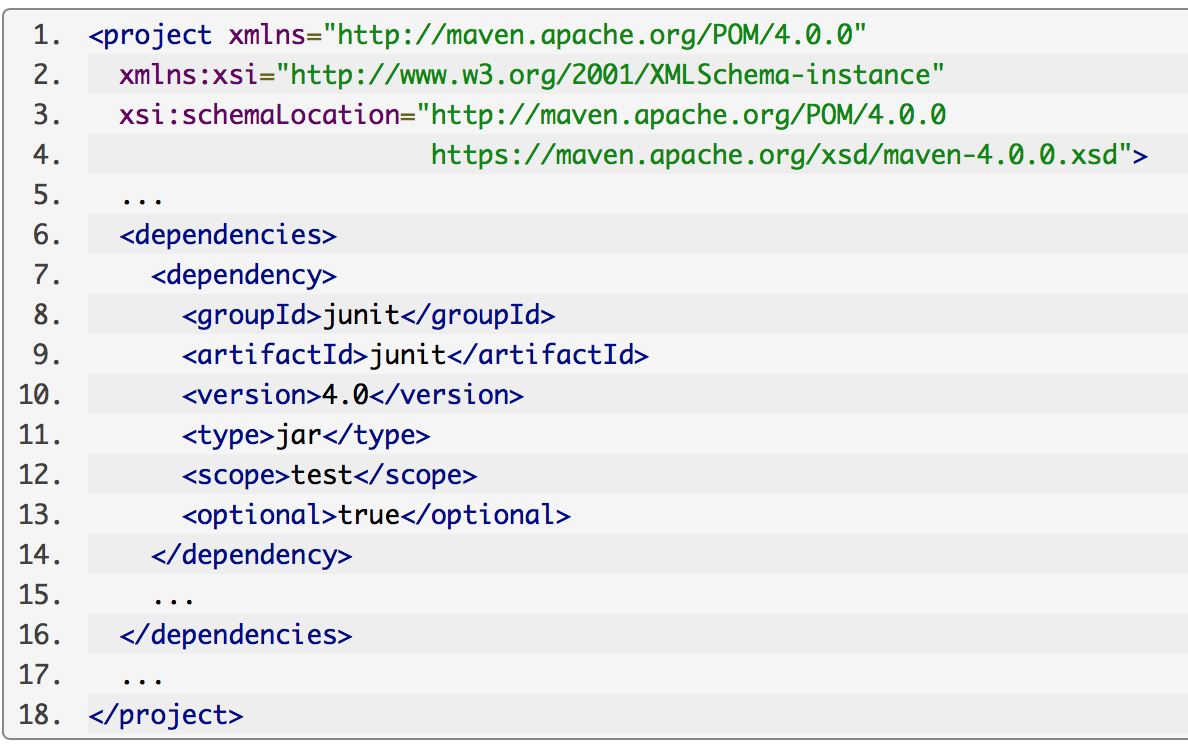 1. <project xmlns="http://maven.apache.org/POM/4.0.0"
2.   xmlns:xsi="http://www.w3.org/2001/XMLSchema-instance"
3.   xsi:schemaLocation="http://maven.apache.org/POM/4.0.0
4.                       https://maven.apache.org/xsd/maven-4.0.0.xsd">
5.   ...
6.   <dependencies>
7.     <dependency>
8.       <groupId>junit</groupId>
9.       <artifactId>junit</artifactId>
10.       <version>4.0</version>
11.       <type>jar</type>
12.       <scope>test</scope>
13.       <optional>true</optional>
14.     </dependency>
15.     ...
16.   </dependencies>
17.   ...
18. </project>